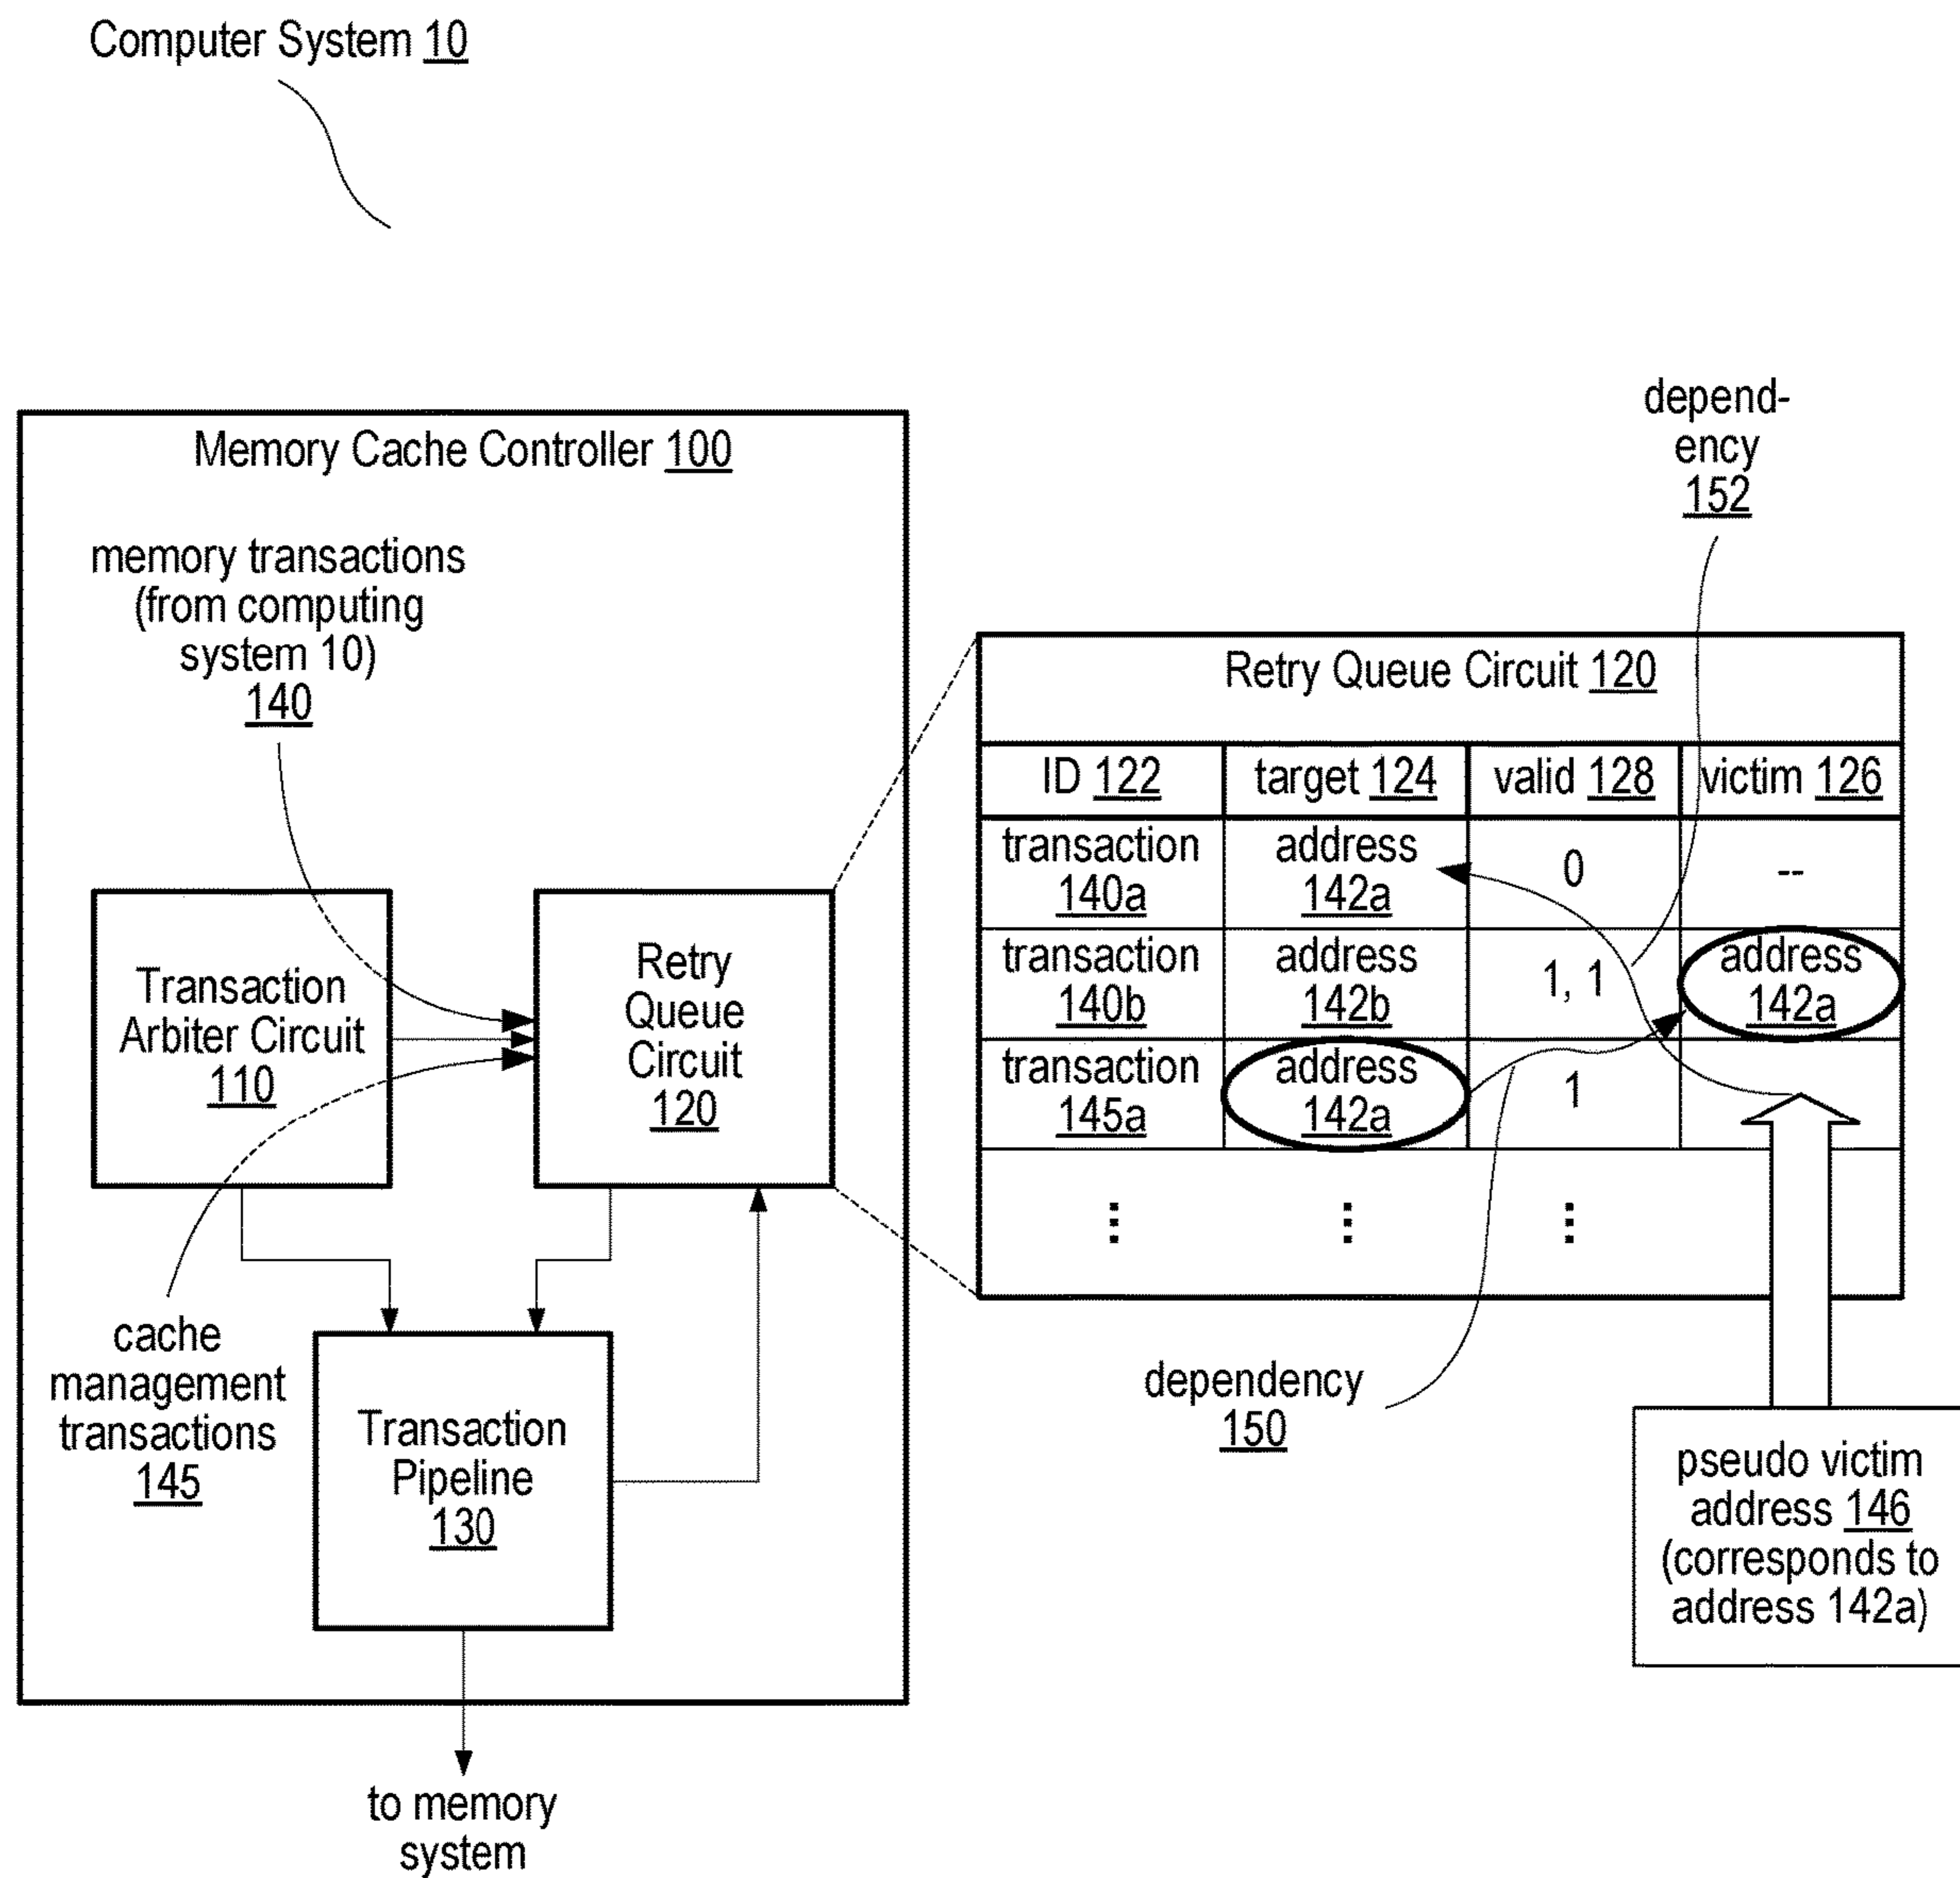 Computer System 10
Memory Cache Controller 100
memory transactions
(from computing
system 10)
140
Transaction
Arbiter Circuit
110
Retry
Queue
Circuit
120
cache
management
transactions
145
Transaction
Pipeline
130
to memory
system
depend-
ency
152
Retry Queue Circuit 120
ID 122 target 124 valid 128 victim 126
transaction 140a address 142a 0 --
transaction 140b address 142b 1, 1 address 142a
transaction 145a address 142a 1
dependency
150
pseudo victim
address 146
(corresponds to
address 142a)